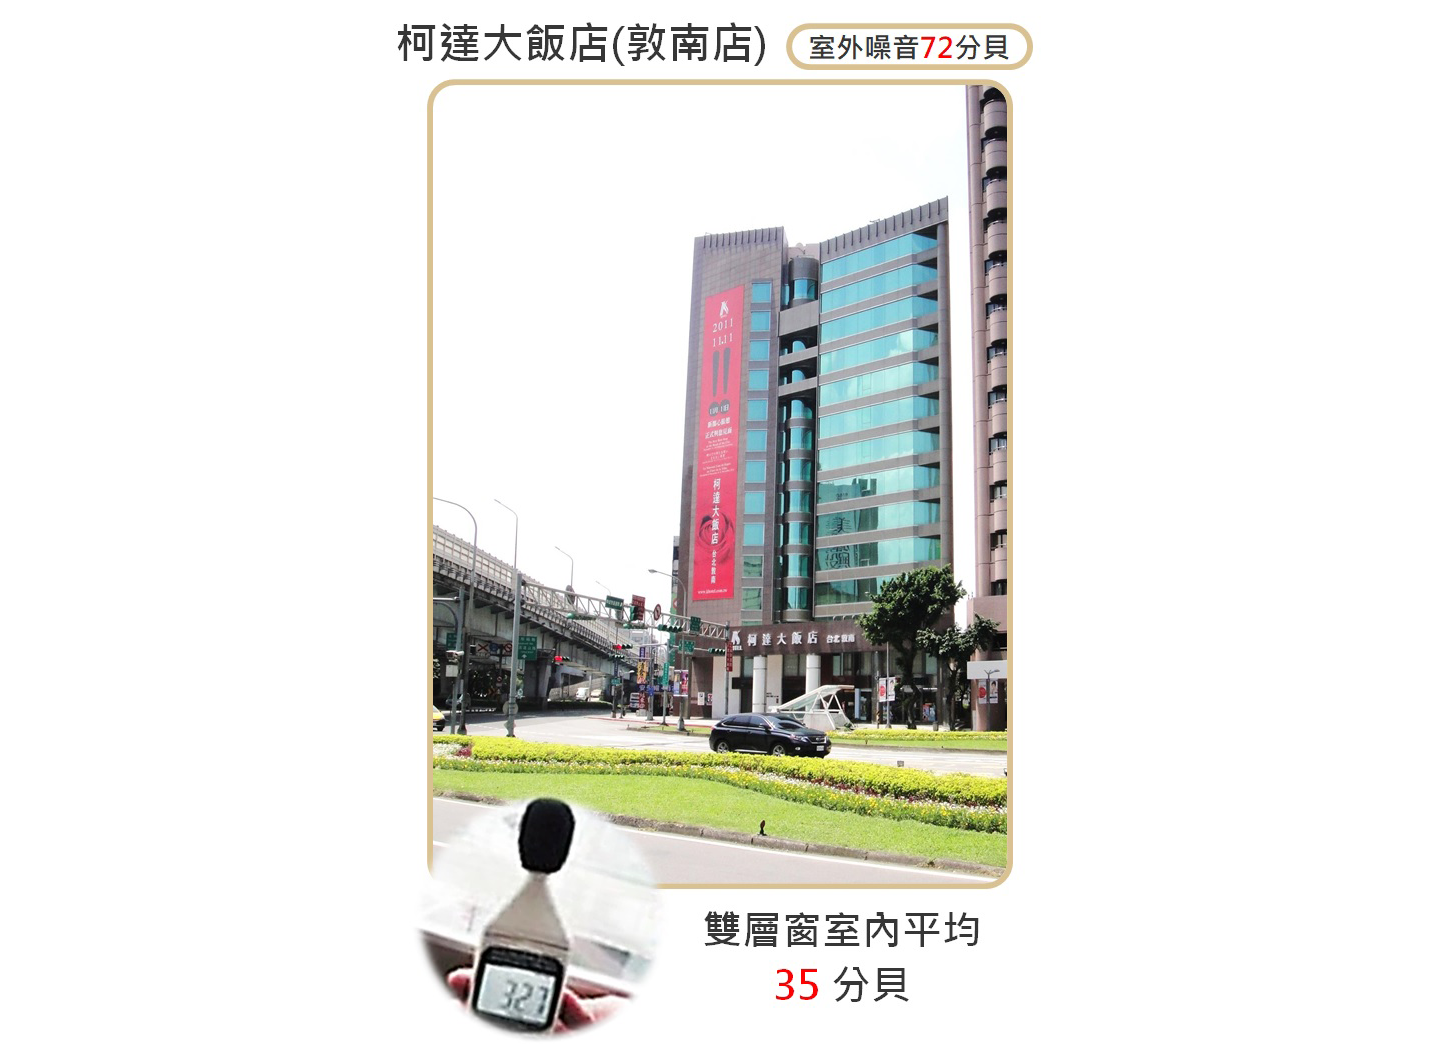 柯達大飯店(敦南店)
室外噪音72分貝
2011
11.11
柯達大飯店 台北敦南
柯達大飯店 台北敦南
雙層窗室內平均
35 分貝
32.7